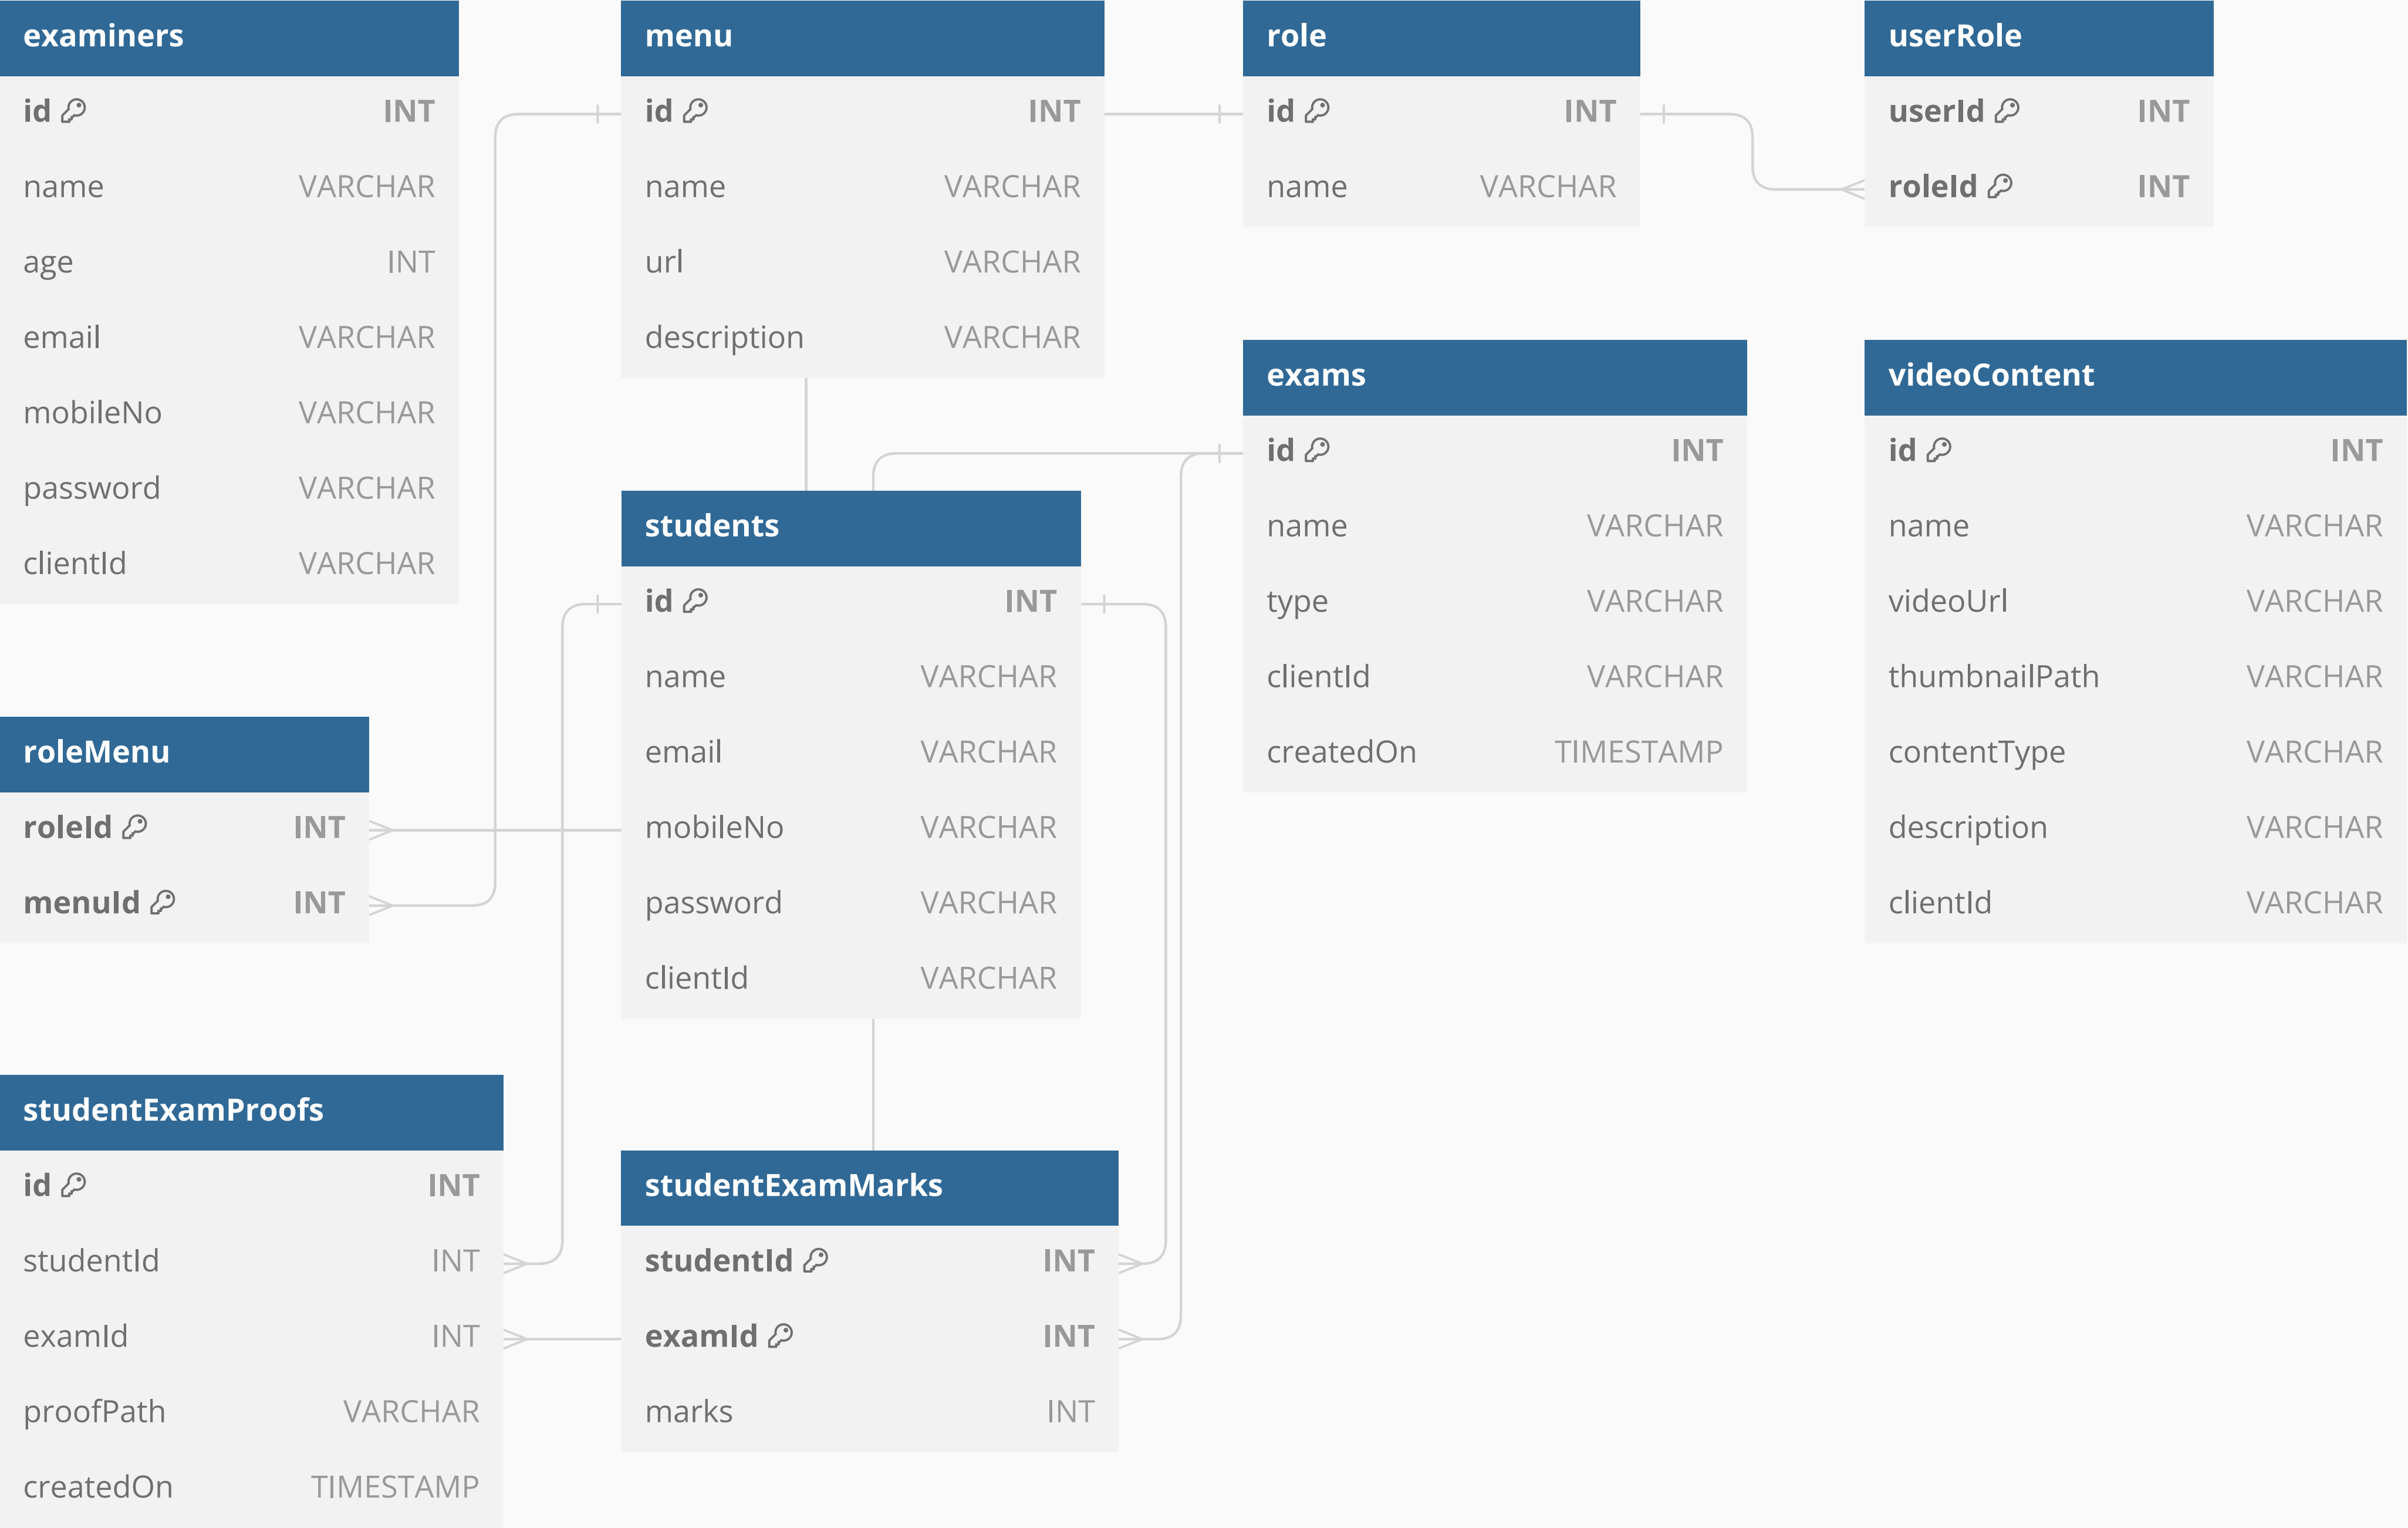 examiners
id INT
name VARCHAR
age INT
email VARCHAR
mobileNo VARCHAR
password VARCHAR
clientId VARCHAR
menu
id INT
name VARCHAR
url VARCHAR
description VARCHAR
role
id INT
name VARCHAR
userRole
userId INT
roleId INT
exams
id INT
name VARCHAR
type VARCHAR
clientId VARCHAR
createdOn TIMESTAMP
videoContent
id INT
name VARCHAR
videoUrl VARCHAR
thumbnailPath VARCHAR
contentType VARCHAR
description VARCHAR
clientId VARCHAR
students
id INT
name VARCHAR
email VARCHAR
mobileNo VARCHAR
password VARCHAR
clientId VARCHAR
roleMenu
roleId INT
menuId INT
studentExamProofs
id INT
studentId INT
examId INT
proofPath VARCHAR
createdOn TIMESTAMP
studentExamMarks
studentId INT
examId INT
marks INT